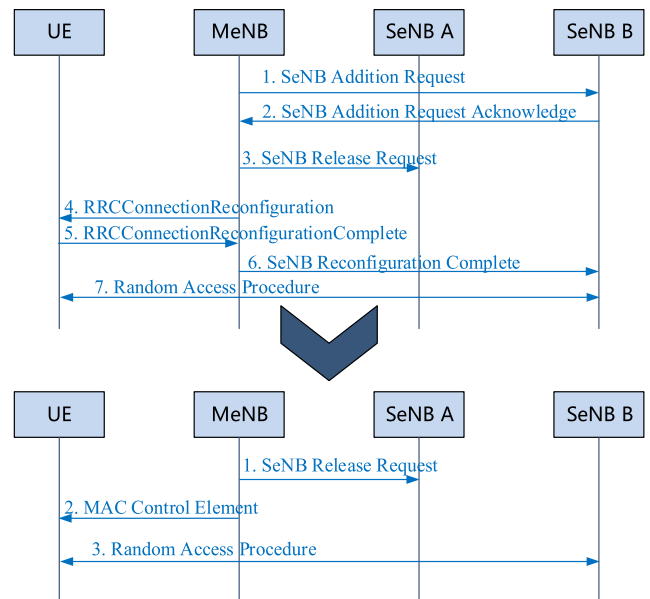 UE MeNB SeNB A SeNB B
1. SeNB Addition Request
2. SeNB Addition Request Acknowledge
3. SeNB Release Request
4. RRCConnectionReconfiguration
5. RRCConnectionReconfigurationComplete
6. SeNB Reconfiguration Complete
7. Random Access Procedure
UE MeNB SeNB A SeNB B
1. SeNB Release Request
2. MAC Control Element
3. Random Access Procedure